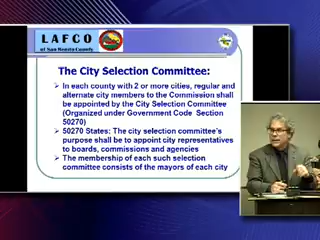 LAFCO
of San Benito County
The City Selection Committee:
➢ In each county with 2 or more cities, regular and
alternate city members to the Commission shall
be appointed by the City Selection Committee
(Organized under Government Code Section
50270)
➢ 50270 States: The city selection committee's
purpose shall be to appoint city representatives
to boards, commissions and agencies
➢ The membership of each such selection
committee consists of the mayors of each city